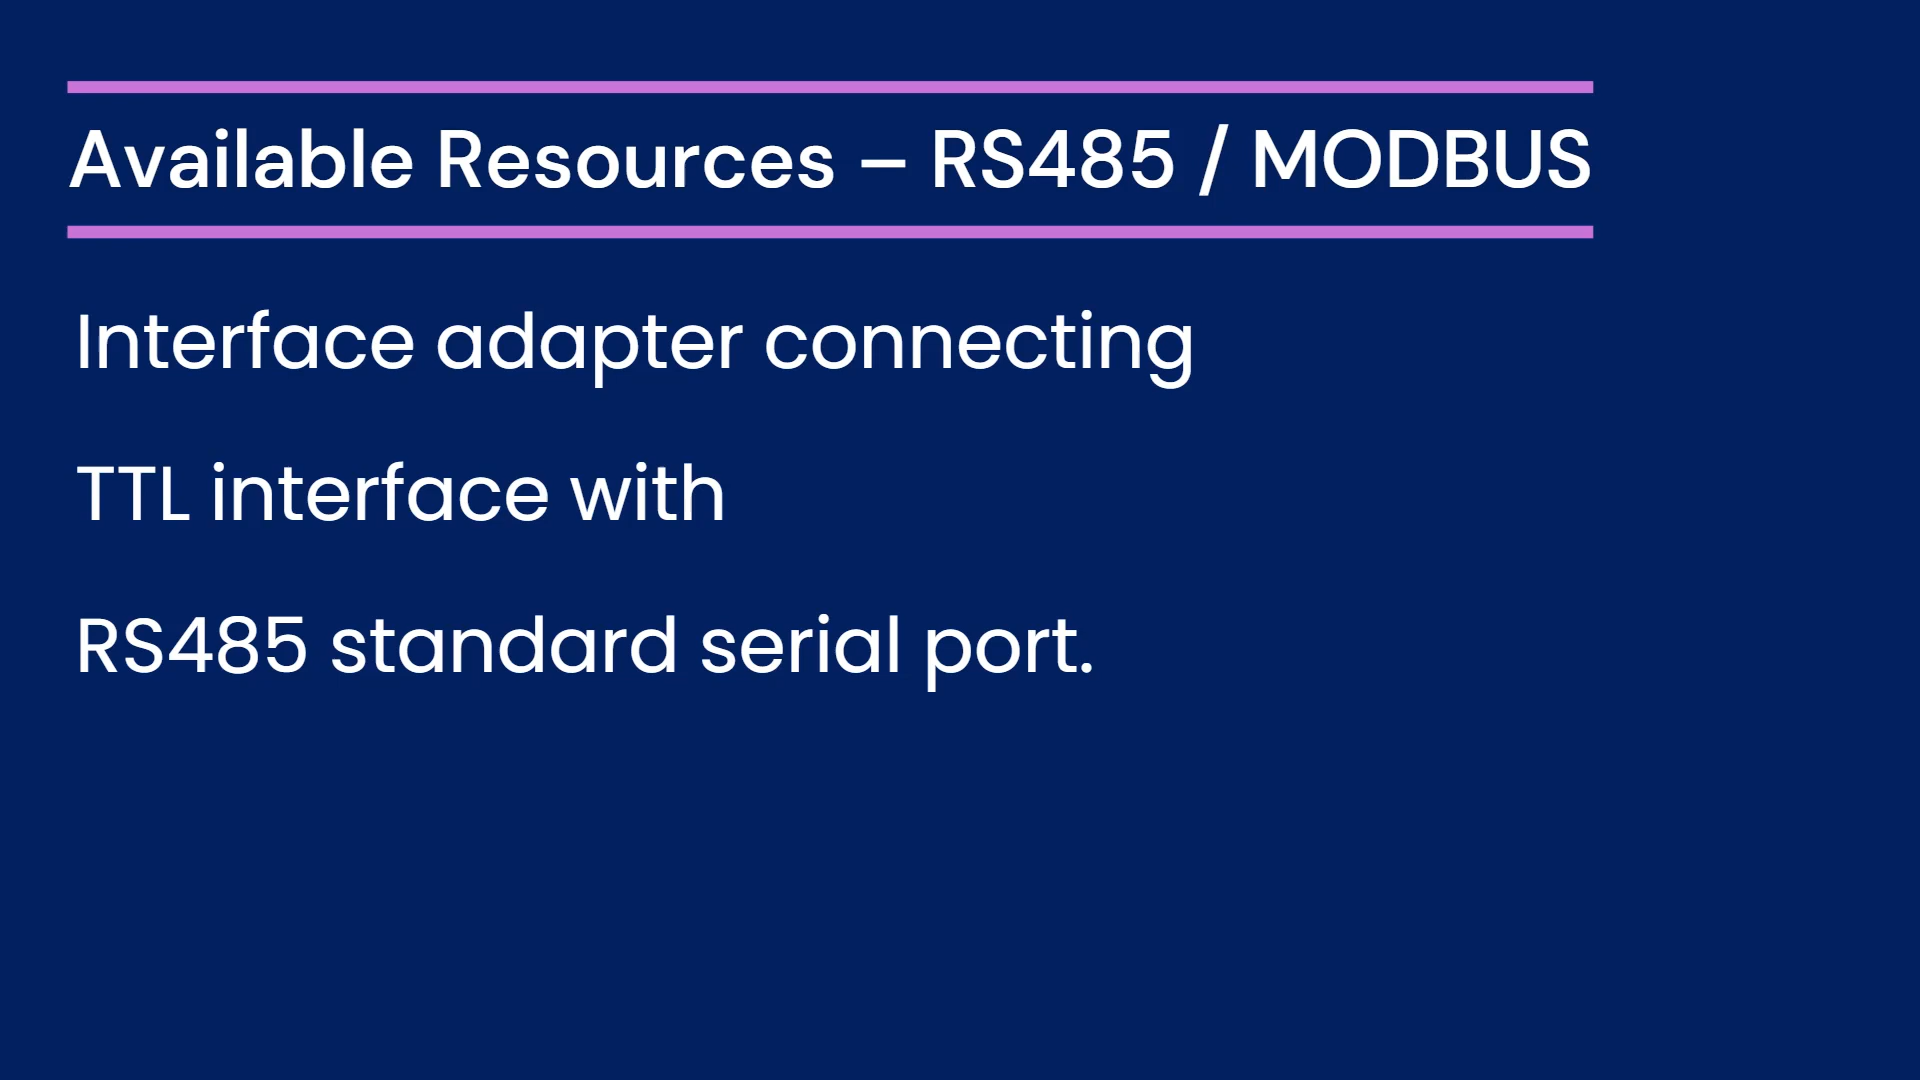 Available Resources – RS485 / MODBUS
Interface adapter connecting
TTL interface with
RS485 standard serial port.